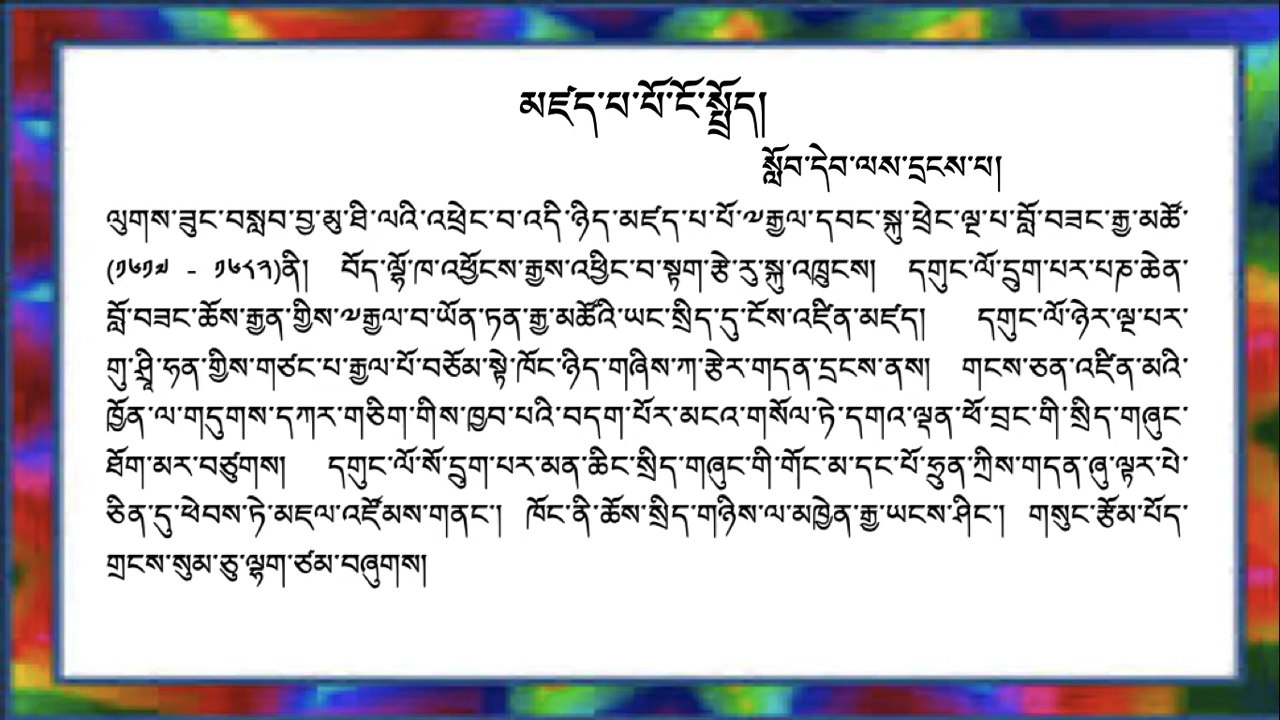 མཛད་པ་པོ་ངོ་སྤྲོད།
སློབ་དེབ་ལས་དྲངས་པ།
ལུགས་ཟུང་བསླབ་བྱ་མུ་ཐི་ལའི་འཕྲེང་བ་འདི་ཉིད་མཛད་པ་པོ་༸རྒྱལ་དབང་སྐུ་ཕྲེང་ལྔ་པ་བློ་བཟང་རྒྱ་མཚོ་
(༡༦༡༧ - ༡༦༨༢)ནི། བོད་ལྷོ་ཁ་འཕྱོངས་རྒྱས་འཕྱིང་བ་སྟག་རྩེ་རུ་སྐུ་འཁྲུངས། དགུང་ལོ་དྲུག་པར་པཎ་ཆེན་
བློ་བཟང་ཆོས་རྒྱན་གྱིས་༸རྒྱལ་བ་ཡོན་ཏན་རྒྱ་མཚོའི་ཡང་སྲིད་དུ་ངོས་འཛིན་མཛད། དགུང་ལོ་ཉེར་ལྔ་པར་
གུ་ཤྲཱི་ཧན་གྱིས་གཙང་པ་རྒྱལ་པོ་བཅོམ་སྟེ་ཁོང་ཉིད་གཞིས་ཀ་རྩེར་གདན་དྲངས་ནས། གངས་ཅན་འཛིན་མའི་
ཁྱོན་ལ་གདུགས་དཀར་གཅིག་གིས་ཁྱབ་པའི་བདག་པོར་མངའ་གསོལ་ཏེ་དགའ་ལྡན་ཕོ་བྲང་གི་སྲིད་གཞུང་
ཐོག་མར་བཙུགས། དགུང་ལོ་སོ་དྲུག་པར་མན་ཆིང་སྲིད་གཞུང་གི་གོང་མ་དང་པོ་ཧྲུན་ཀྲིས་གདན་ཞུ་ལྟར་པེ་
ཅིན་དུ་ཕེབས་ཏེ་མཇལ་འཛོམས་གནང་། ཁོང་ནི་ཆོས་སྲིད་གཉིས་ལ་མཁྱེན་རྒྱ་ཡངས་ཤིང་། གསུང་རྩོམ་པོད་
གྲངས་སུམ་ཅུ་ལྷག་ཙམ་བཞུགས།